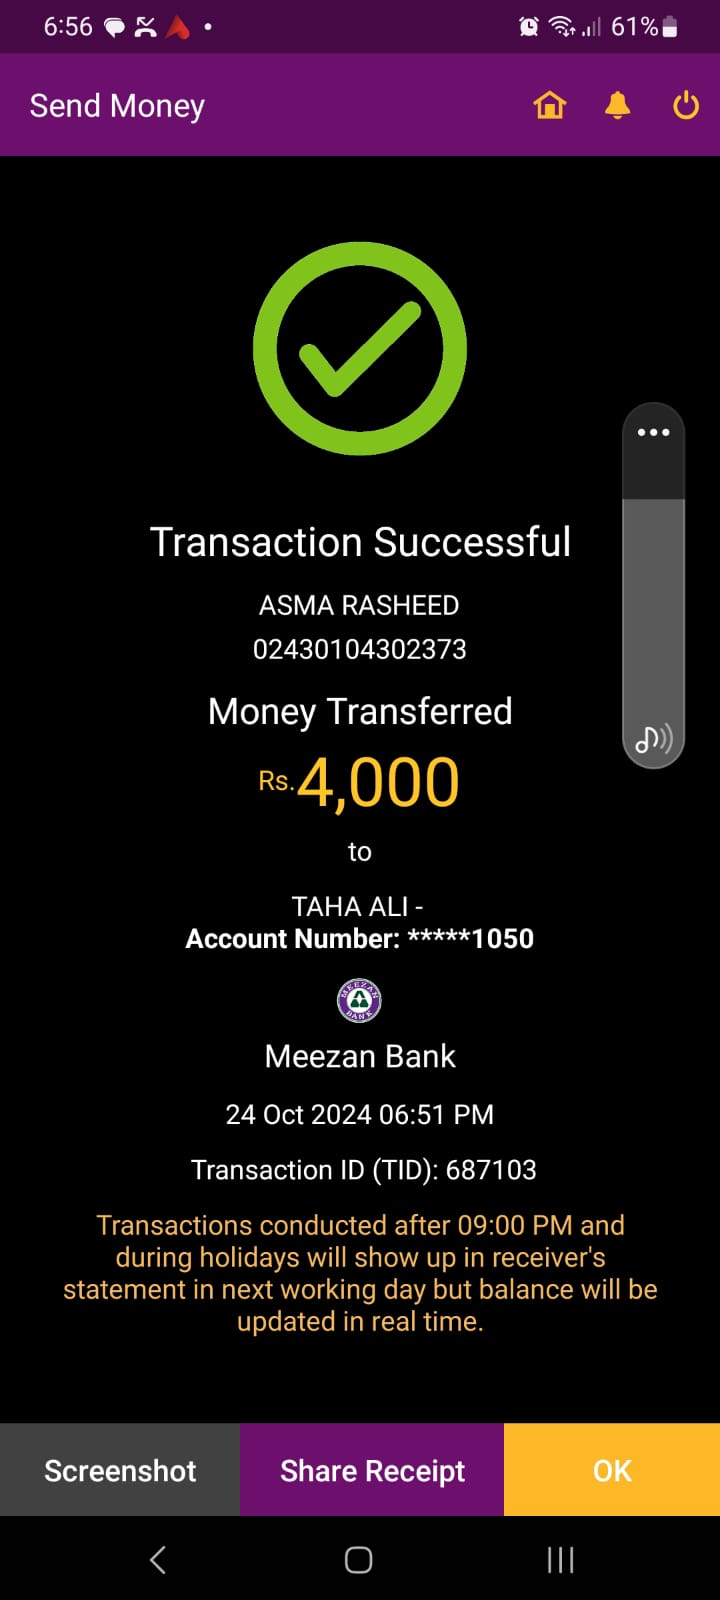 6:56 61%
Send Money
Transaction Successful
ASMA RASHEED
02430104302373
Money Transferred
Rs.4,000
to
TAHA ALI -
Account Number: *****1050
MEEZAN BANK
Meezan Bank
24 Oct 2024 06:51 PM
Transaction ID (TID): 687103
Transactions conducted after 09:00 PM and
during holidays will show up in receiver's
statement in next working day but balance will be
updated in real time.
Screenshot Share Receipt OK